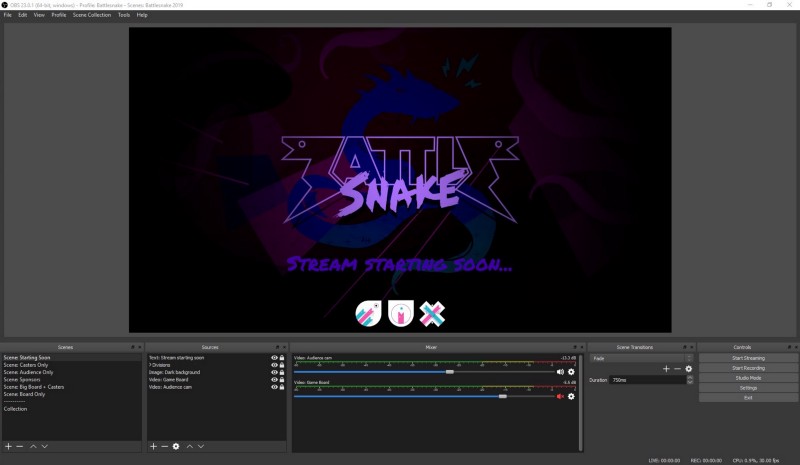 OBS 23.0.1 (64-bit, windows) - Profile: Battlesnake - Scenes: Battlesnake 2019
File Edit View Profile Scene Collection Tools Help
BATTLE
SNAKE
STREAM STARTING SOON...
Scenes
Scene: Starting Soon
Scene: Casters Only
Scene: Audience Only
Scene: Sponsors
Scene: Big Board + Casters
Scene: Board Only
------------
Collection
Sources
Text: Stream starting soon
? Divisions
Image: Dark background
Video: Game Board
Video: Audience cam
Mixer
Video: Audience cam -15.3 dB
Video: Game Board -5.5 dB
Scene Transitions
Fade
Duration 750ms
Controls
Start Streaming
Start Recording
Studio Mode
Settings
Exit
LIVE: 00:00:00 REC: 00:00:00 CPU: 0.9%, 30.00 fps